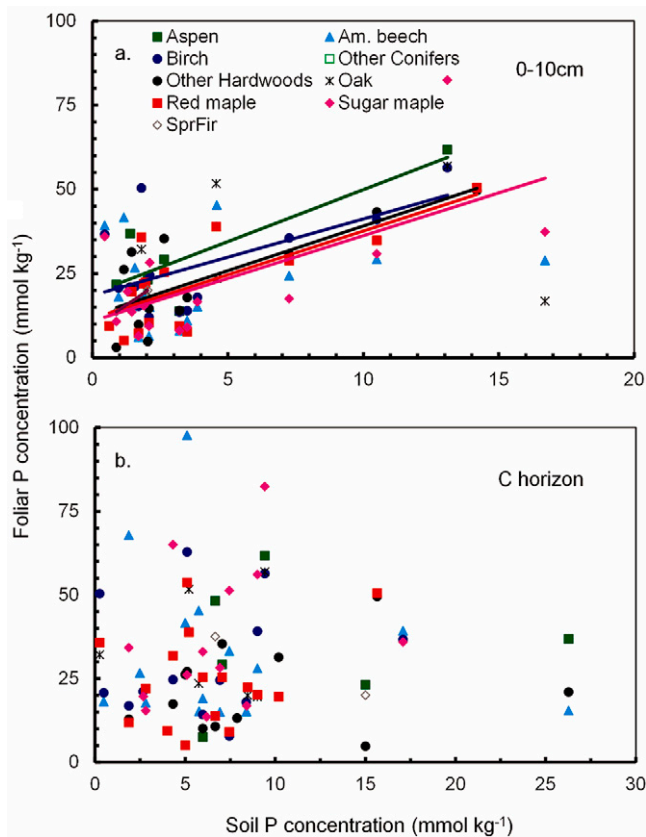 100
a.
Aspen
Am. beech
Birch
Other Conifers
0-10cm
Other Hardwoods
Oak
Red maple
Sugar maple
SprFir
75
50
25
0
0 5 10 15 20
Foliar P concentration (mmol kg-1)
100
b.
C horizon
75
50
25
0
0 5 10 15 20 25 30
Soil P concentration (mmol kg-1)